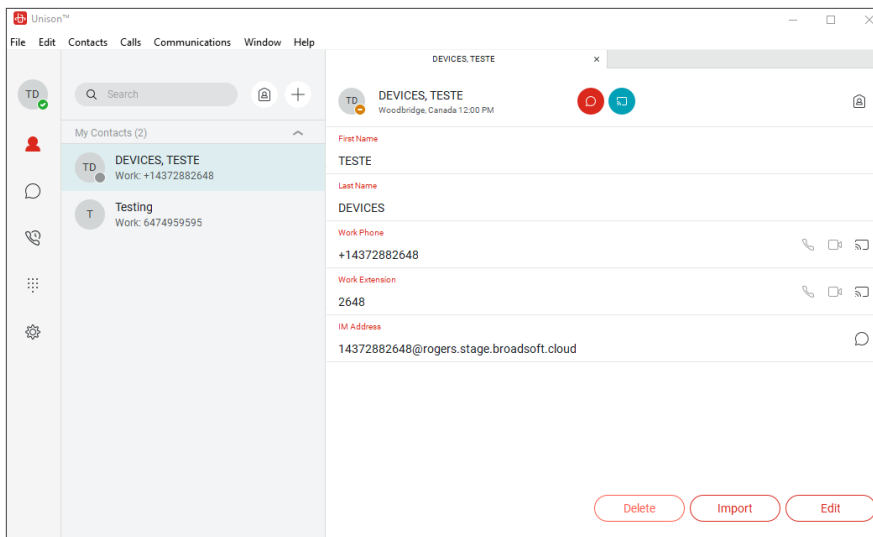 Unison™
File Edit Contacts Calls Communications Window Help
DEVICES, TESTE
TD
Search
My Contacts (2)
TD
DEVICES, TESTE
Work: +14372882648
T
Testing
Work: 6474959595
TD
DEVICES, TESTE
Woodbridge, Canada 12:00 PM
First Name
TESTE
Last Name
DEVICES
Work Phone
+14372882648
Work Extension
2648
IM Address
14372882648@rogers.stage.broadsoft.cloud
Delete Import Edit